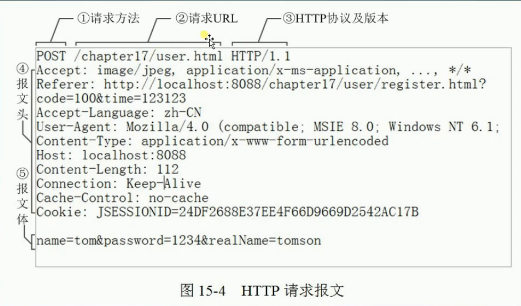 ①请求方法 ②请求URL ③HTTP协议及版本
POST /chapter17/user.html HTTP/1.1
④报文头
Accept: image/jpeg, application/x-ms-application, ..., */*
Referer: http://localhost:8088/chapter17/user/register.html?
code=100&time=123123
Accept-Language: zh-CN
User-Agent: Mozilla/4.0 (compatible; MSIE 8.0; Windows NT 6.1;
Content-Type: application/x-www-form-urlencoded
Host: localhost:8088
Content-Length: 112
Connection: Keep-Alive
Cache-Control: no-cache
Cookie: JSESSIONID=24DF2688E37EE4F66D9669D2542AC17B
⑤报文体
name=tom&password=1234&realName=tomson
图 15-4 HTTP 请求报文